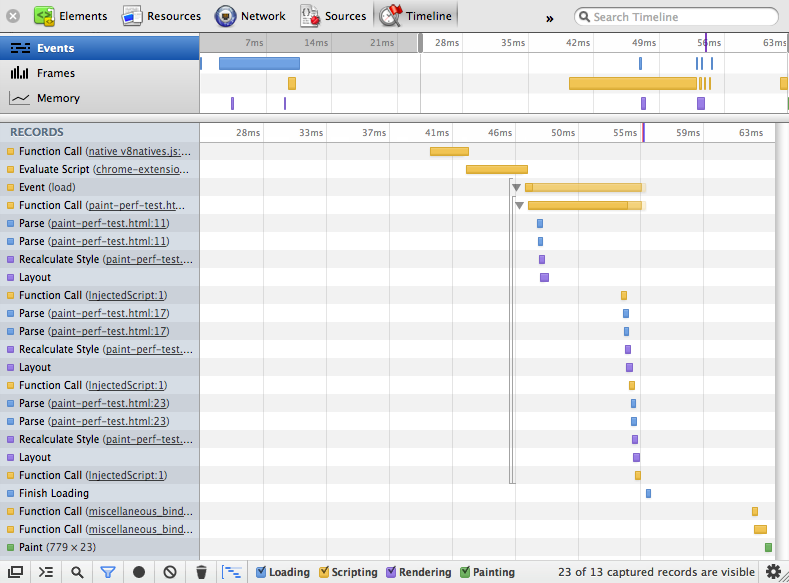 Elements Resources Network Sources Timeline » Search Timeline
Events
Frames
Memory
7ms 14ms 21ms 28ms 35ms 42ms 49ms 56ms 63ms
RECORDS
28ms 33ms 37ms 41ms 46ms 50ms 55ms 59ms 63ms
Function Call (native v8natives.js:...
Evaluate Script (chrome-extensio...
Event (load)
Function Call (paint-perf-test.ht...
Parse (paint-perf-test.html:11)
Parse (paint-perf-test.html:11)
Recalculate Style (paint-perf-test....
Layout
Function Call (InjectedScript:1)
Parse (paint-perf-test.html:17)
Parse (paint-perf-test.html:17)
Recalculate Style (paint-perf-test....
Layout
Function Call (InjectedScript:1)
Parse (paint-perf-test.html:23)
Parse (paint-perf-test.html:23)
Recalculate Style (paint-perf-test....
Layout
Function Call (InjectedScript:1)
Finish Loading
Function Call (miscellaneous_bind...
Function Call (miscellaneous_bind...
Paint (779 × 23)
Loading Scripting Rendering Painting 23 of 13 captured records are visible